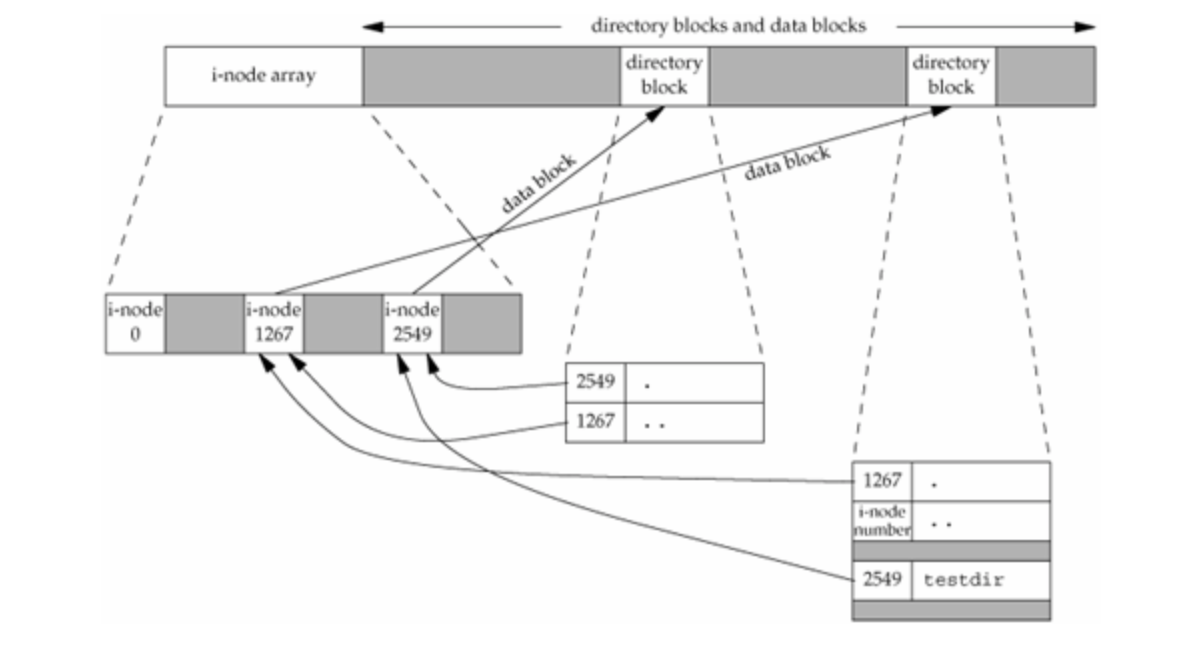 directory blocks and data blocks
i-node array
directory
block
directory
block
data block
data block
i-node
0
i-node
1267
i-node
2549
2549 .
1267 ..
1267 .
i-node
number ..
2549 testdir